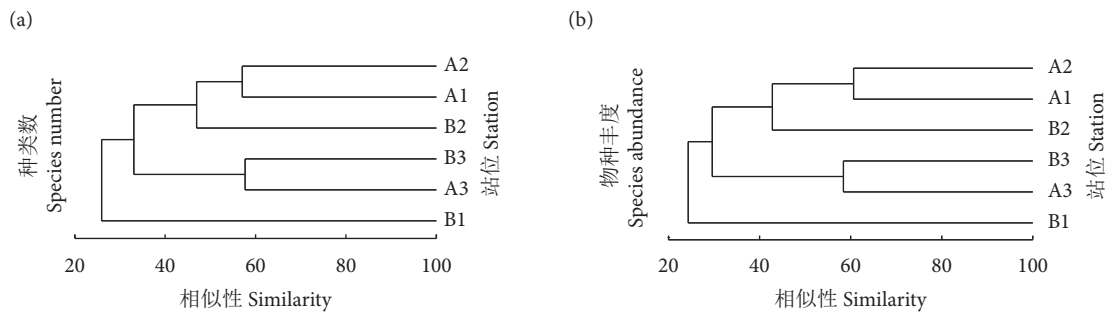 (a)
种类数
Species number
A2
A1
B2
B3
A3
B1
站位 Station
20 40 60 80 100
相似性 Similarity
(b)
物种丰度
Species abundance
A2
A1
B2
B3
A3
B1
站位 Station
20 40 60 80 100
相似性 Similarity